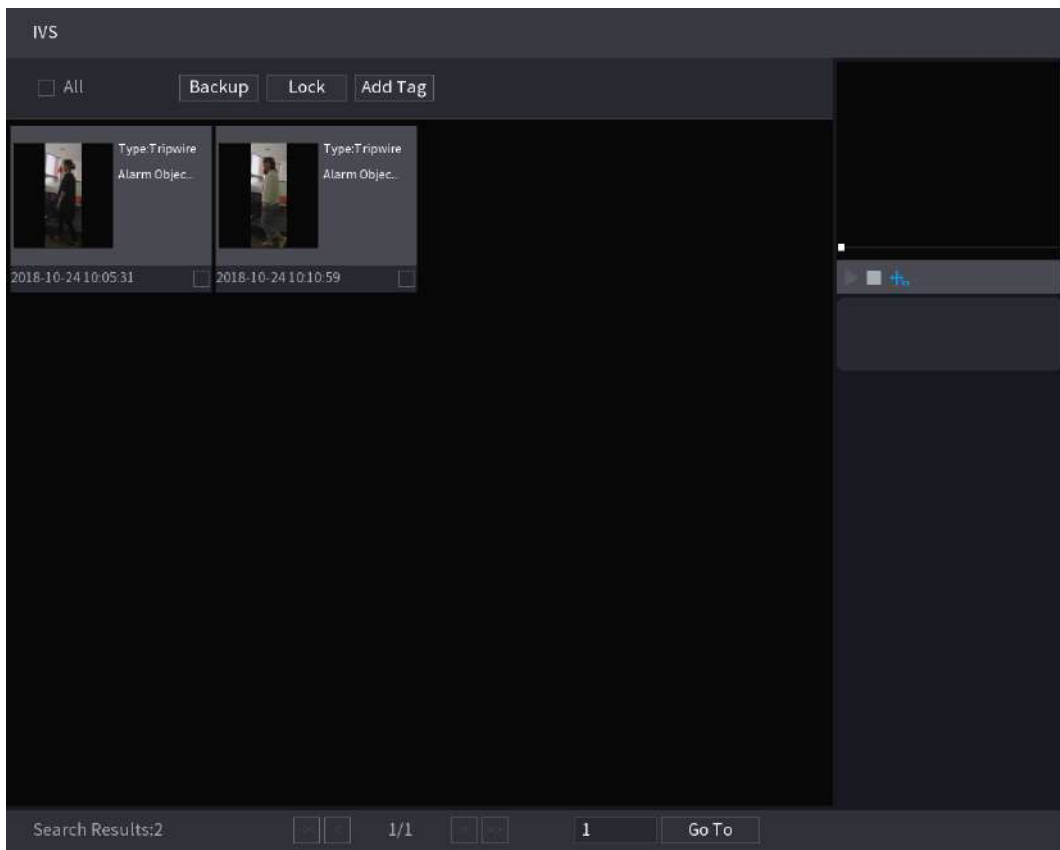 IVS
All Backup Lock Add Tag
Type:Tripwire
Alarm Objec...
2018-10-24 10:05:31
Type:Tripwire
Alarm Objec...
2018-10-24 10:10:59
Search Results:2 1/1 1 Go To